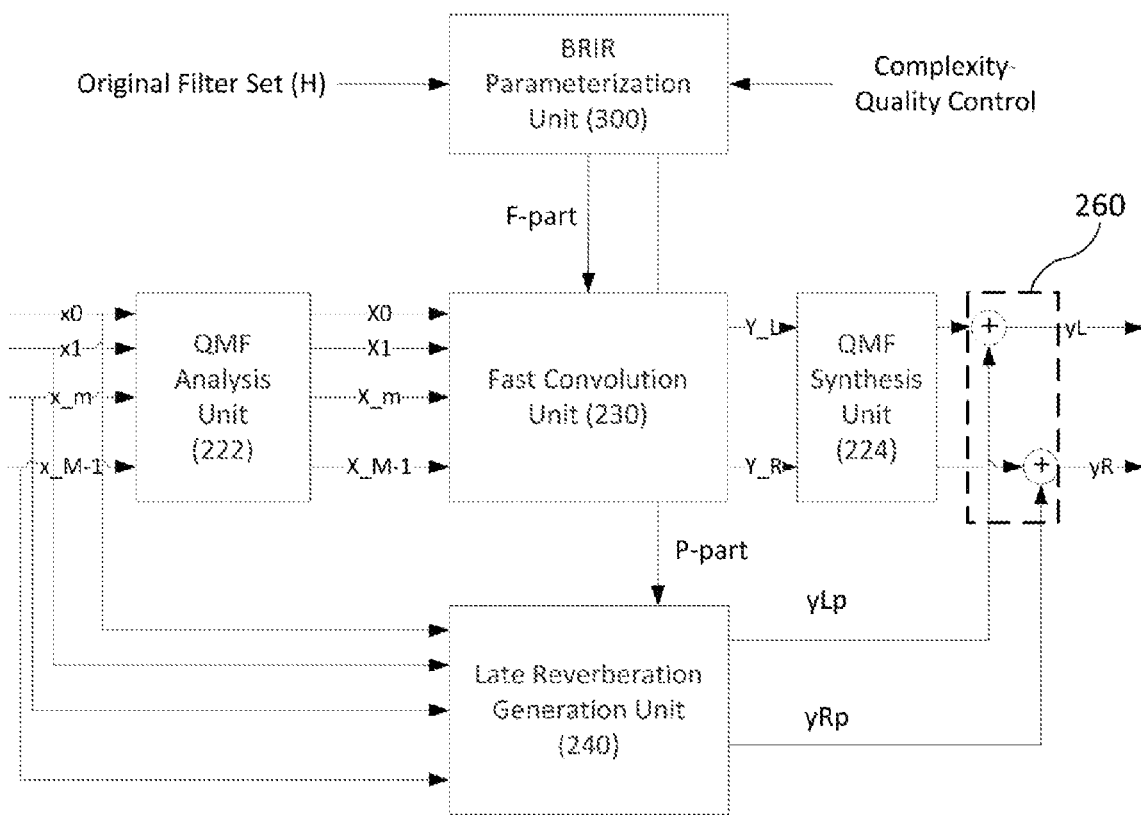 BRIR
Parameterization
Unit (300)
Original Filter Set (H)
Complexity-
Quality Control
F-part
260
x0
x1
x_m
x_M-1
QMF
Analysis
Unit
(222)
X0
X1
X_m
X_M-1
Fast Convolution
Unit (230)
Y_L
Y_R
QMF
Synthesis
Unit
(224)
+
yL
+
yR
P-part
yLp
Late Reverberation
Generation Unit
(240)
yRp